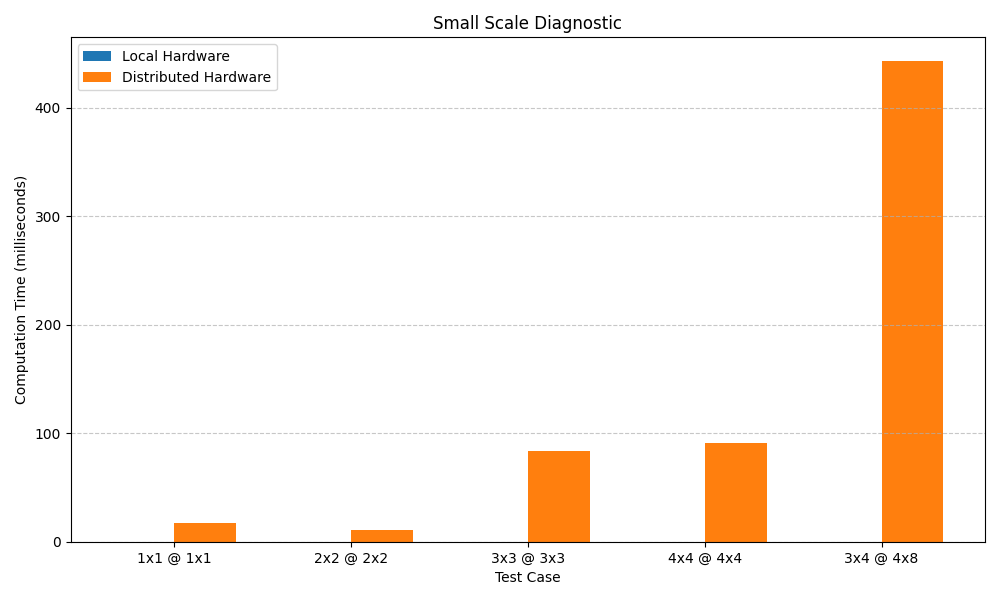 Small Scale Diagnostic
Local Hardware
Distributed Hardware
Computation Time (milliseconds)
400
300
200
100
0
1x1 @ 1x1
2x2 @ 2x2
3x3 @ 3x3
4x4 @ 4x4
3x4 @ 4x8
Test Case